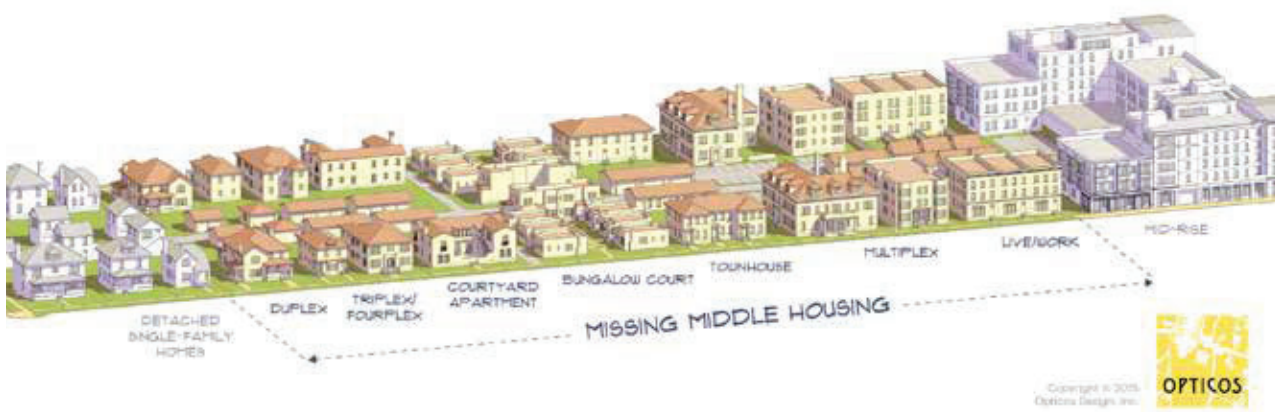 DETACHED
SINGLE-FAMILY
HOMES
DUPLEX
TRIPLEX/
FOURPLEX
COURTYARD
APARTMENT
BUNGALOW COURT
TOWNHOUSE
MULTIPLEX
LIVE/WORK
MID-RISE
MISSING MIDDLE HOUSING
Copyright © 2015
Opticos Design, Inc.
OPTICOS